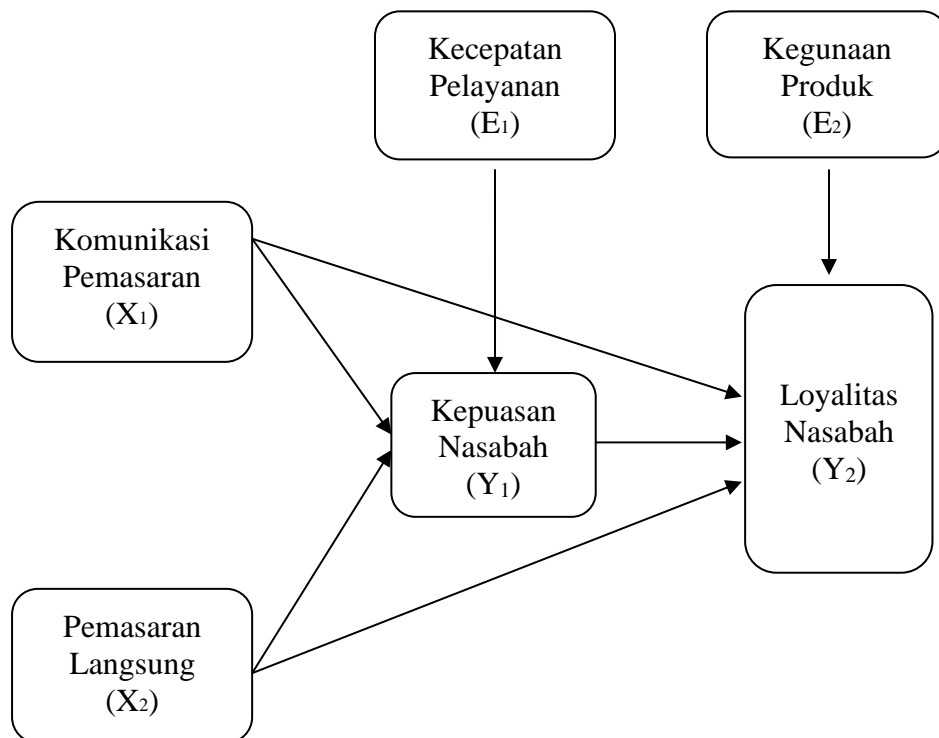 Kecepatan
Pelayanan
(E₁)
Kegunaan
Produk
(E₂)
Komunikasi
Pemasaran
(X₁)
Kepuasan
Nasabah
(Y₁)
Loyalitas
Nasabah
(Y₂)
Pemasaran
Langsung
(X₂)